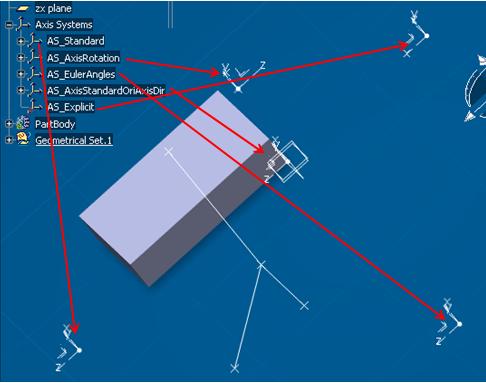 zx plane
Axis Systems
AS_Standard
AS_AxisRotation
AS_EulerAngles
AS_AxisStandardOriAxisDir
AS_Explicit
PartBody
Geometrical Set.1
Z
Z
Z
Z